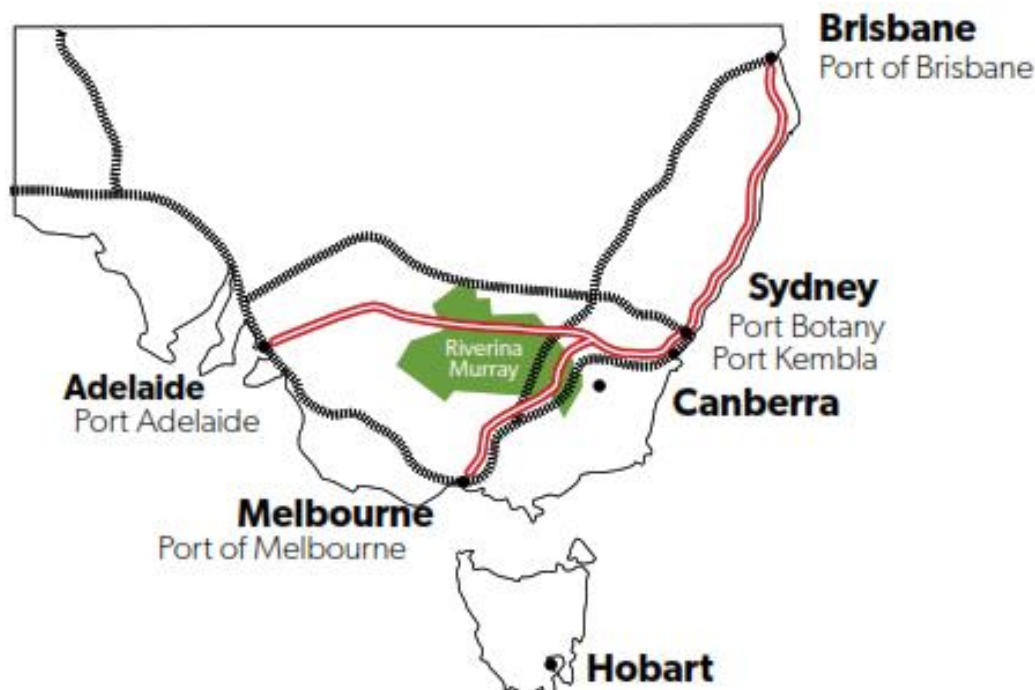 Brisbane
Port of Brisbane
Sydney
Port Botany
Port Kembla
Riverina
Murray
Adelaide
Port Adelaide
Canberra
Melbourne
Port of Melbourne
Hobart